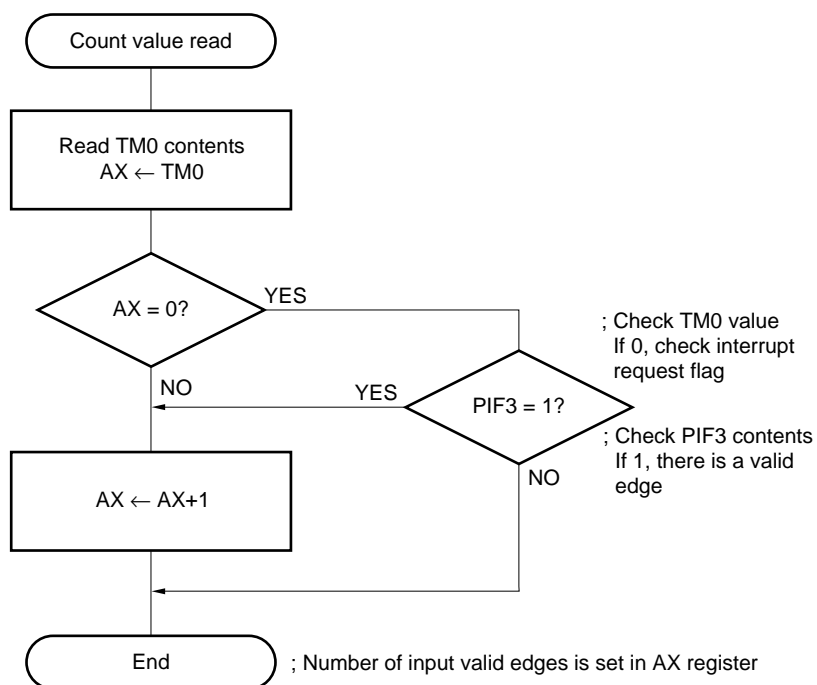 Count value read
Read TM0 contents
AX ← TM0
AX = 0?
YES
NO
; Check TM0 value
If 0, check interrupt
request flag
YES
PIF3 = 1?
NO
; Check PIF3 contents
If 1, there is a valid
edge
AX ← AX+1
End
; Number of input valid edges is set in AX register